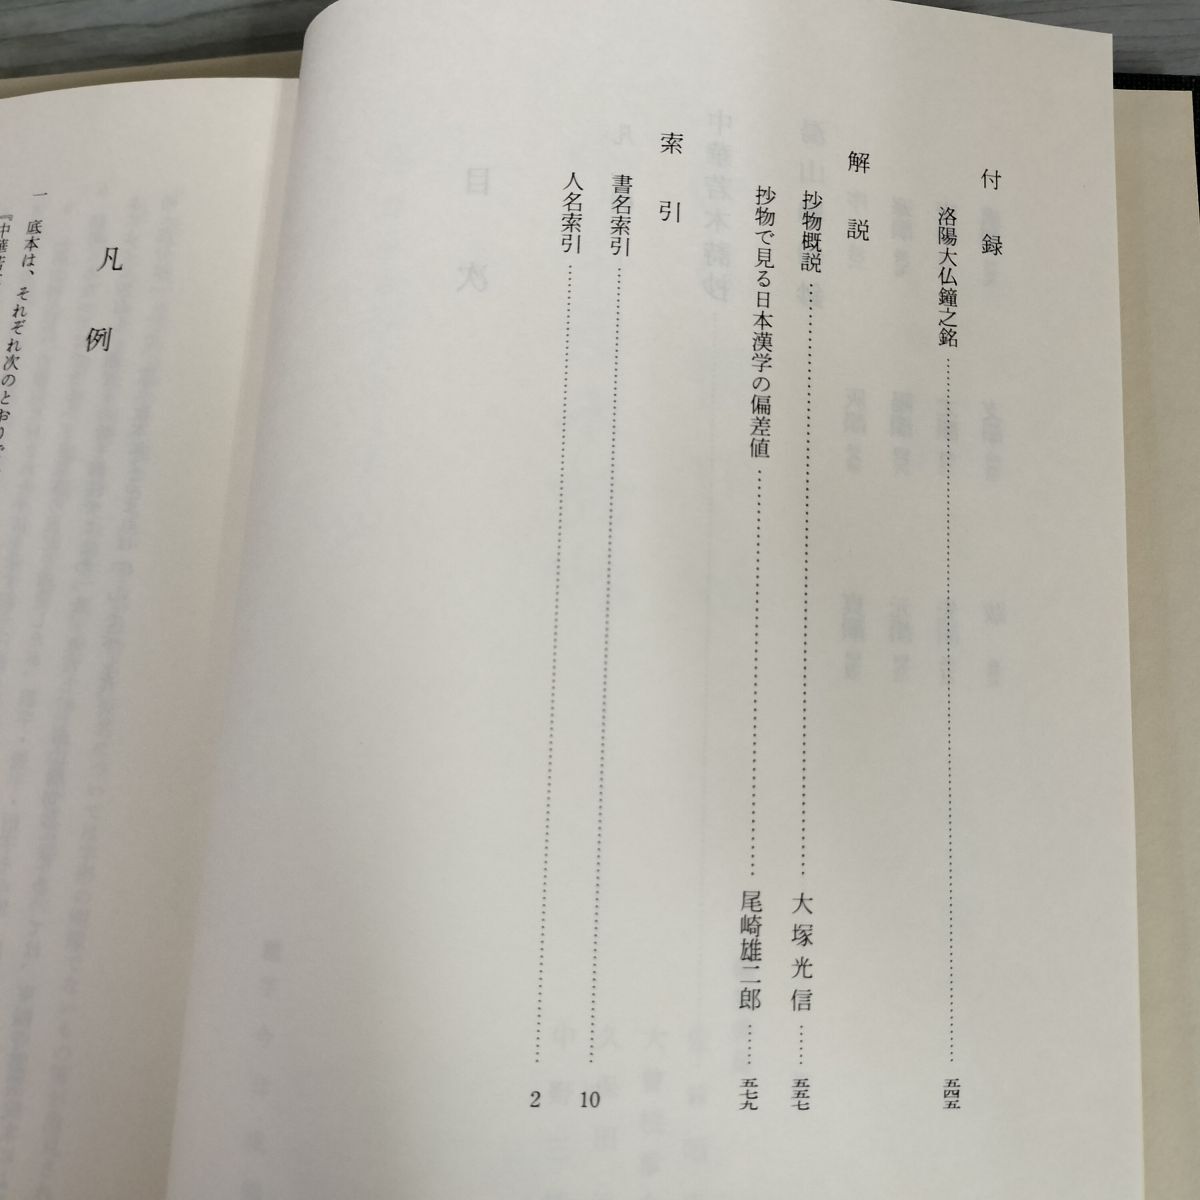 付録
洛陽大仏鐘之銘……五四五
解説
抄物概説……大塚光信……五五七
抄物で見る日本漢学の偏差値……尾崎雄二郎……五七九
索引
書名索引……10
人名索引……2
凡例
一 底本は、それぞれ次のとおりで